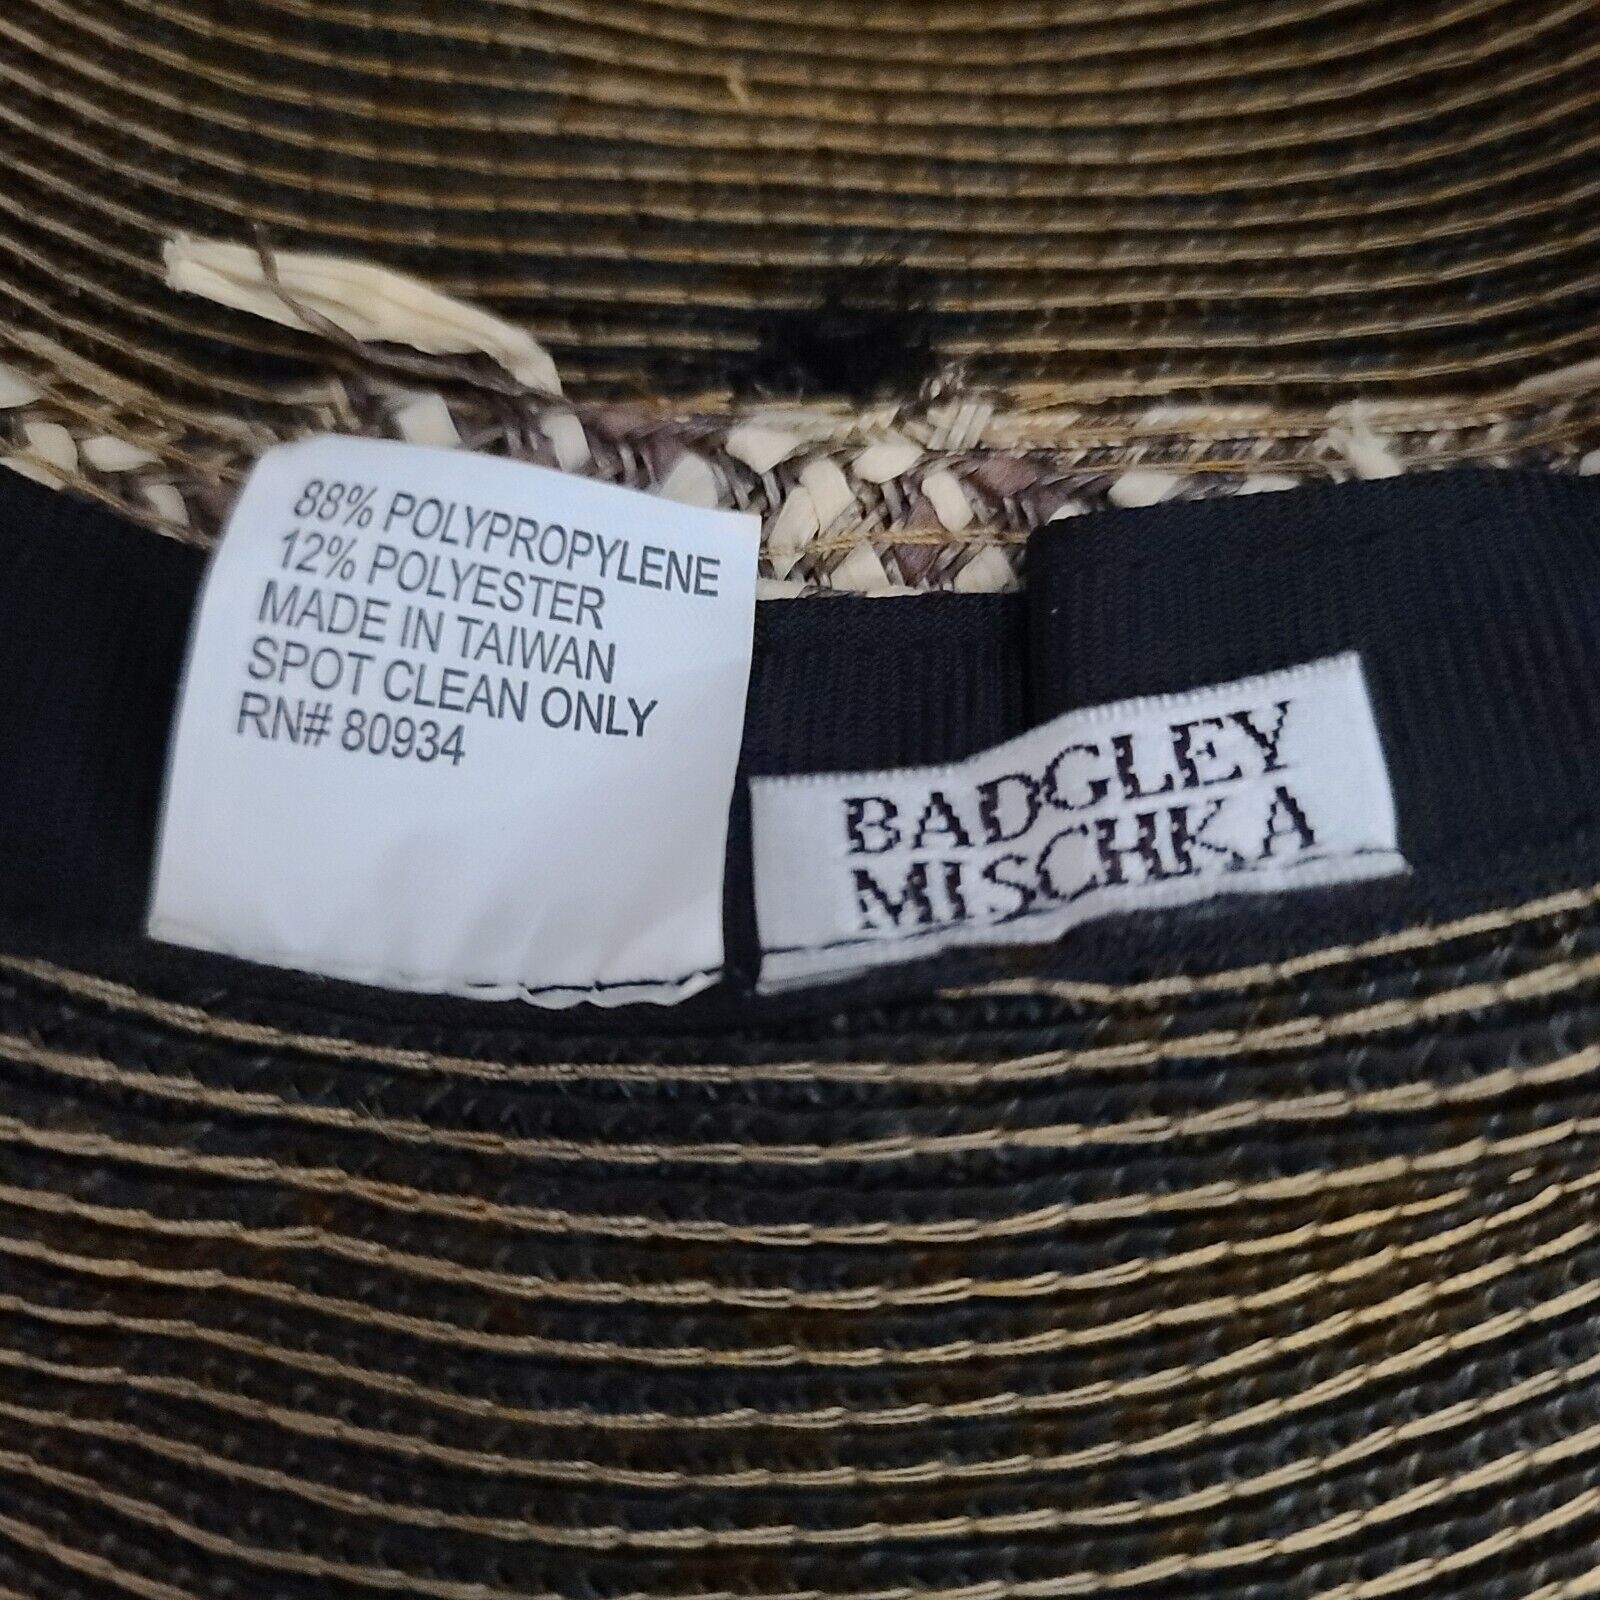 88% POLYPROPYLENE
12% POLYESTER
MADE IN TAIWAN
SPOT CLEAN ONLY
RN# 80934
BADGLEY
MISCHKA